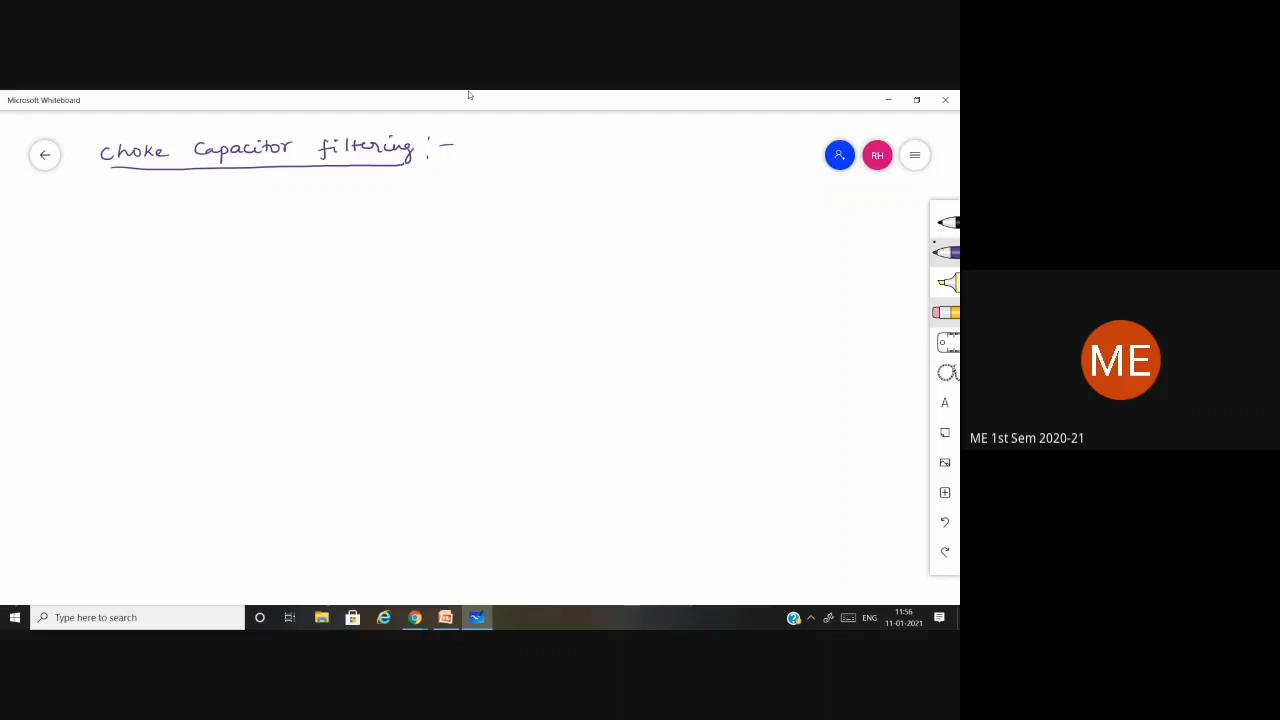 Microsoft Whiteboard
choke Capacitor filtering :-
RH
A
ME
ME 1st Sem 2020-21
Type here to search
ENG
11:56
11-01-2021